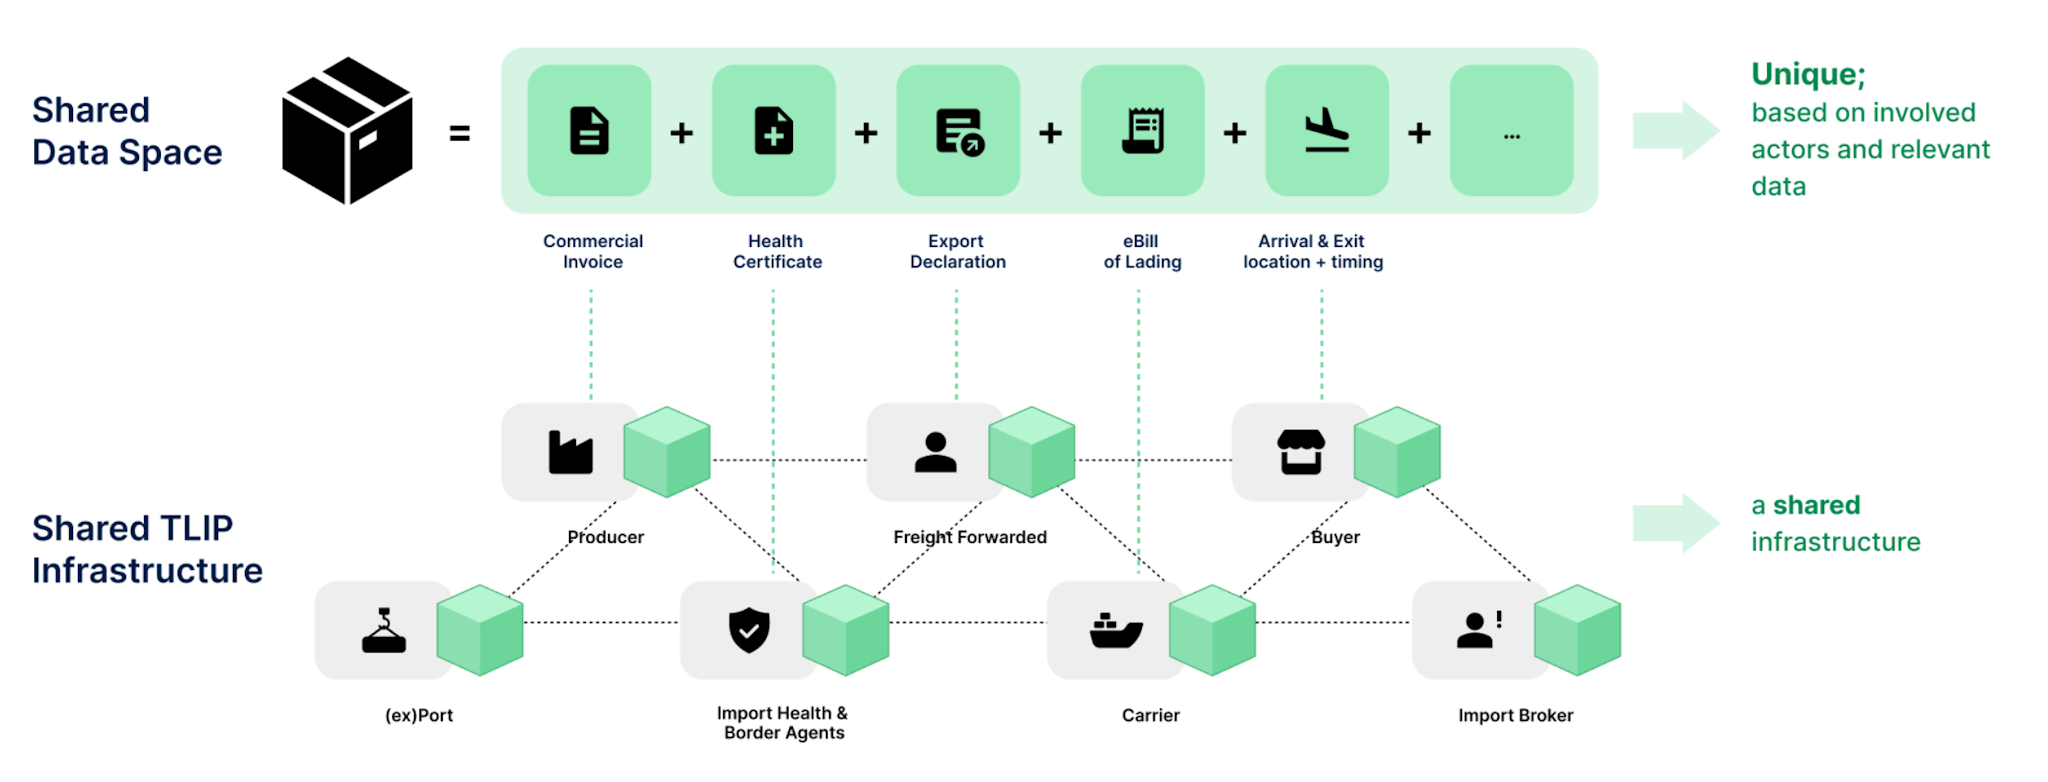 Shared
Data Space
=
+
+
+
+
+
...
Unique;
based on involved
actors and relevant
data
Commercial
Invoice
Health
Certificate
Export
Declaration
eBill
of Lading
Arrival & Exit
location + timing
Shared TLIP
Infrastructure
Producer
Freight Forwarded
Buyer
a shared
infrastructure
(ex)Port
Import Health &
Border Agents
Carrier
Import Broker